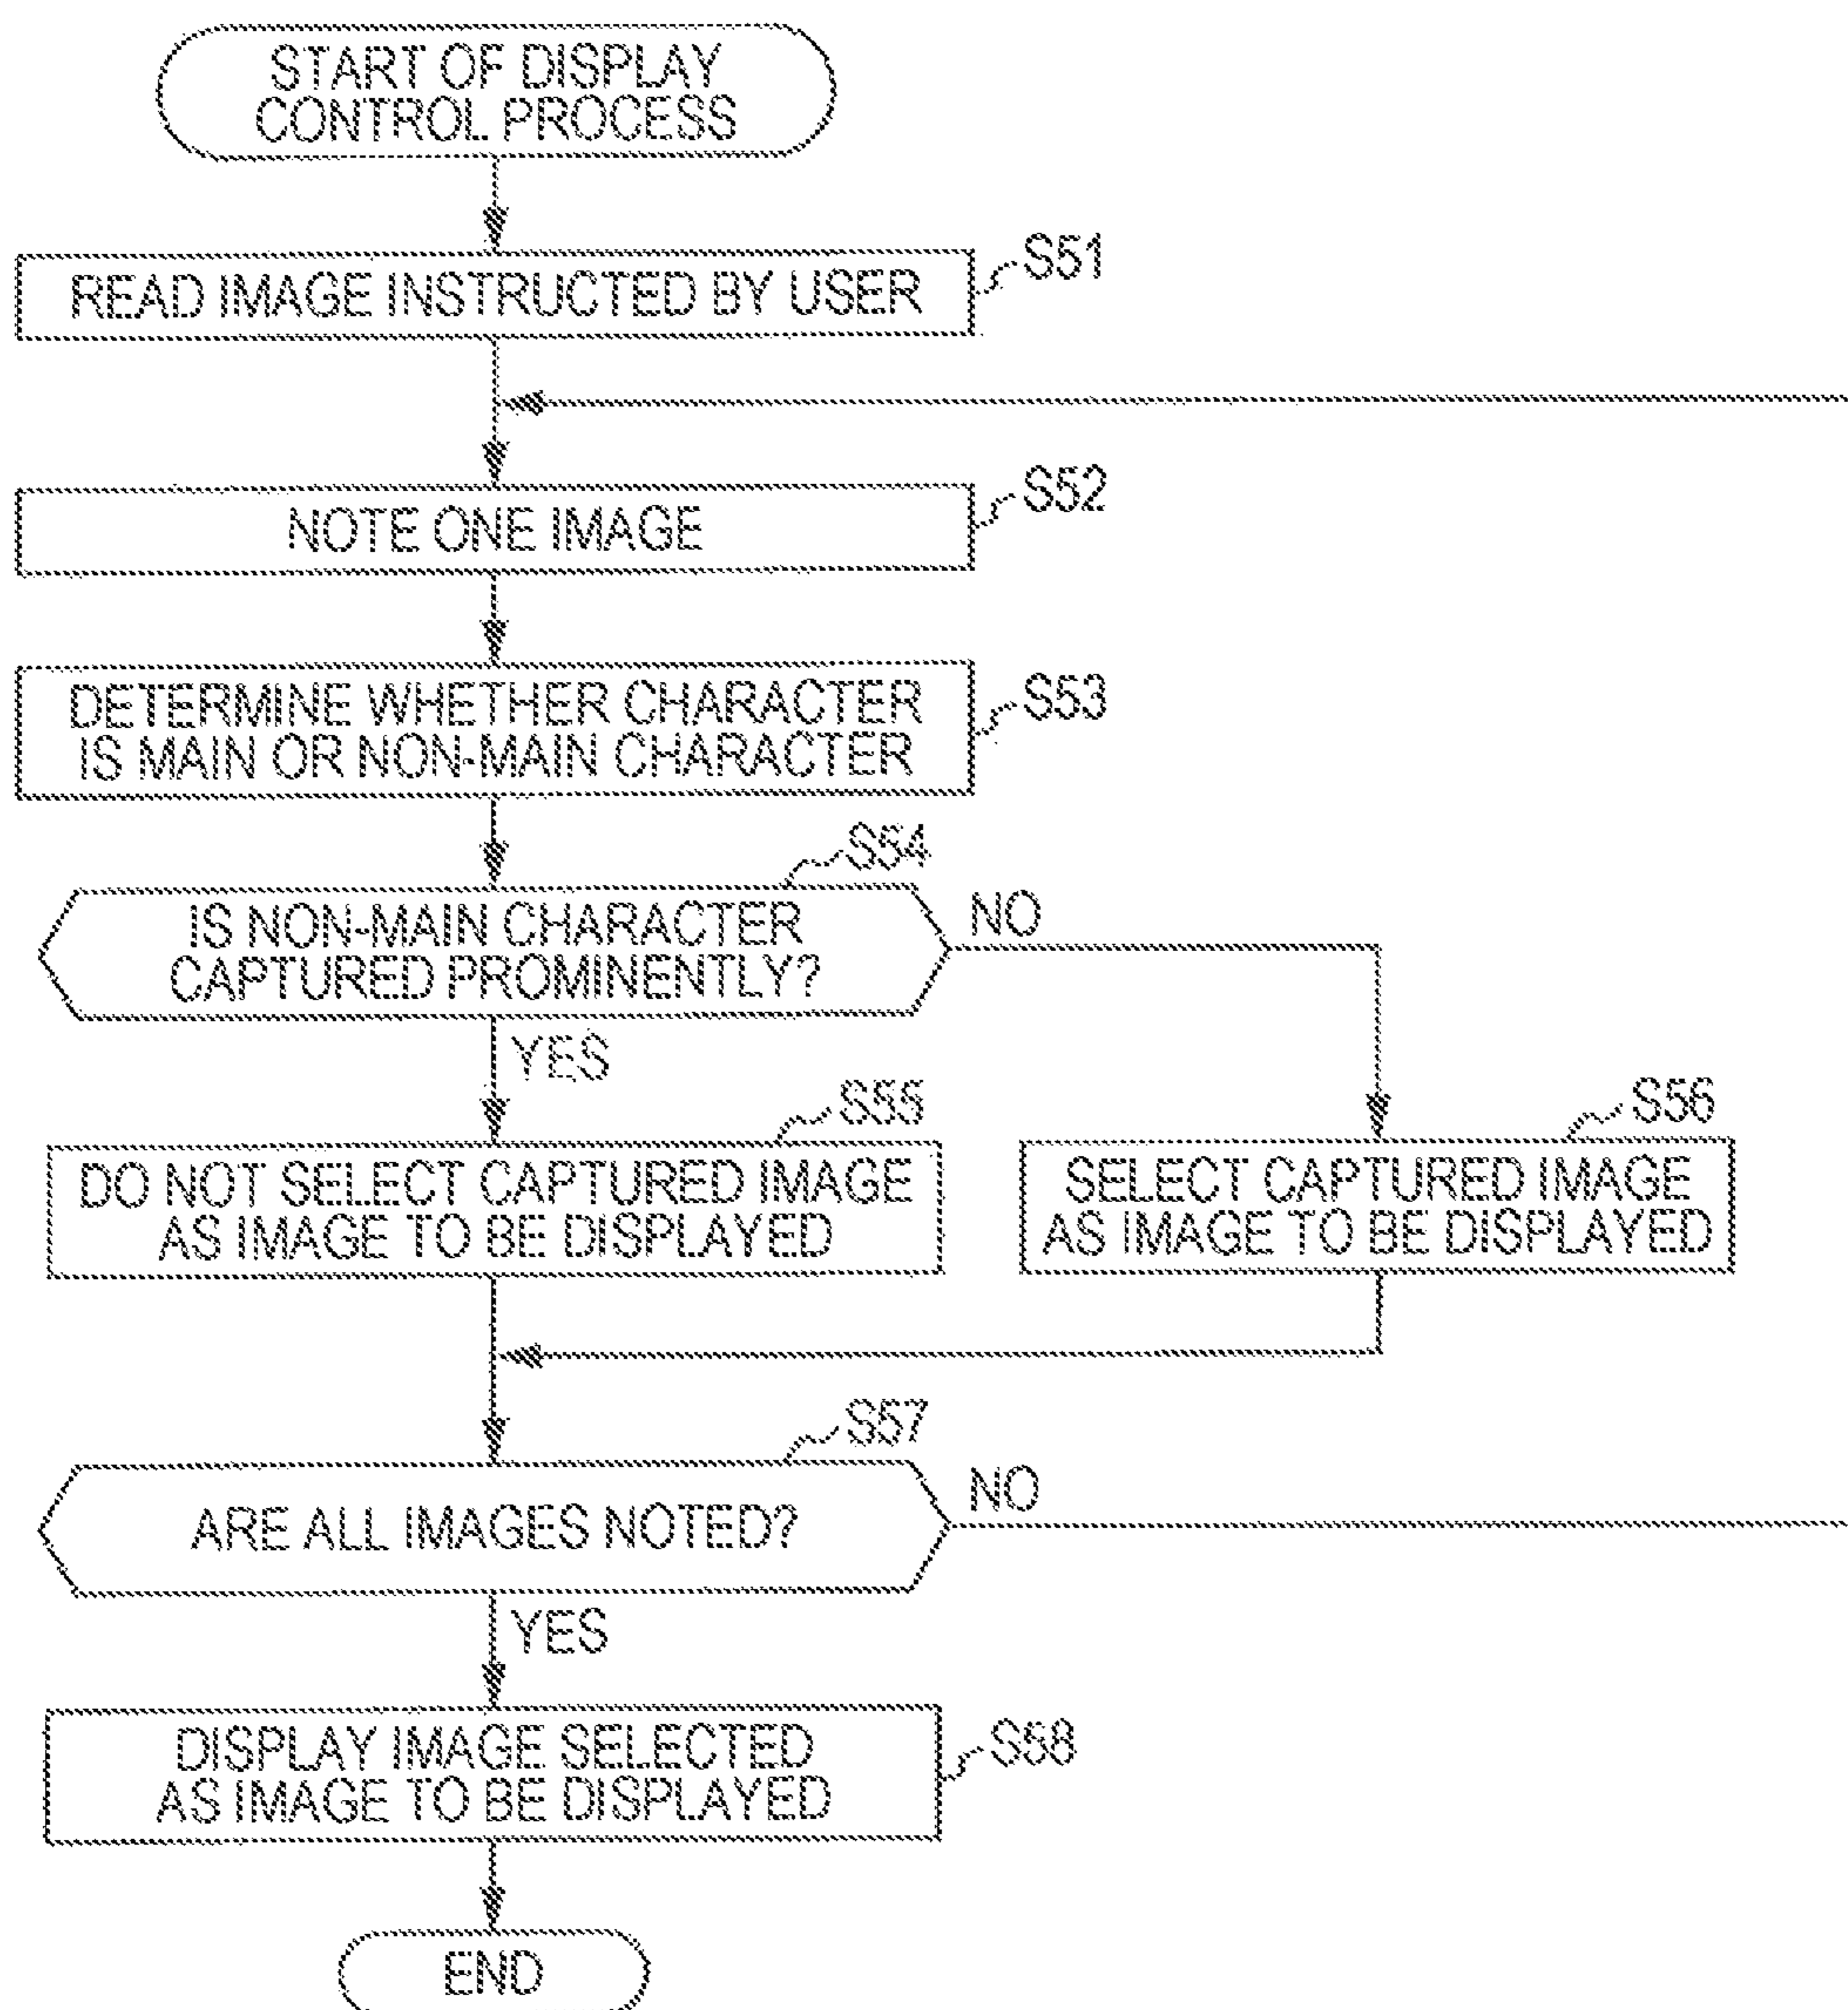 START OF DISPLAY
CONTROL PROCESS
S51
READ IMAGE INSTRUCTED BY USER
S52
NOTE ONE IMAGE
S53
DETERMINE WHETHER CHARACTER
IS MAIN OR NON-MAIN CHARACTER
S54
IS NON-MAIN CHARACTER
CAPTURED PROMINENTLY?
NO
YES
S55
DO NOT SELECT CAPTURED IMAGE
AS IMAGE TO BE DISPLAYED
S56
SELECT CAPTURED IMAGE
AS IMAGE TO BE DISPLAYED
S57
ARE ALL IMAGES NOTED?
NO
YES
S58
DISPLAY IMAGE SELECTED
AS IMAGE TO BE DISPLAYED
END